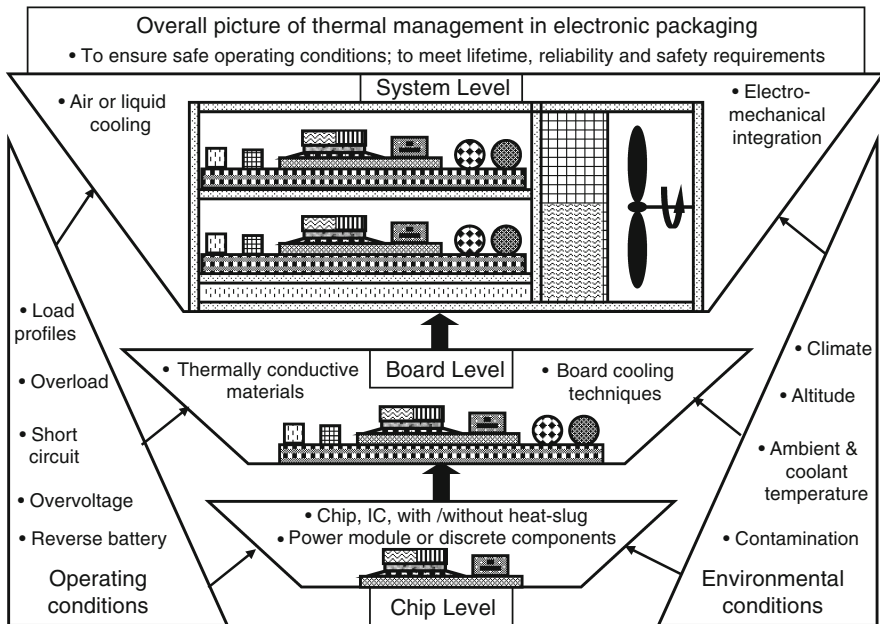 Overall picture of thermal management in electronic packaging
• To ensure safe operating conditions; to meet lifetime, reliability and safety requirements
System Level
• Air or liquid
cooling
• Electro-
mechanical
integration
• Load
profiles
• Overload
• Short
circuit
• Overvoltage
• Reverse battery
Operating
conditions
Board Level
• Thermally conductive
materials
• Board cooling
techniques
• Chip, IC, with /without heat-slug
• Power module or discrete components
Chip Level
• Climate
• Altitude
• Ambient &
coolant
temperature
• Contamination
Environmental
conditions